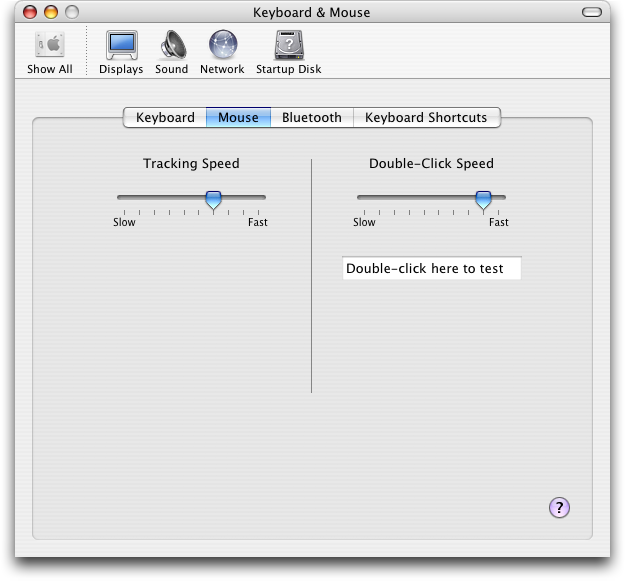 Keyboard & Mouse
Show All Displays Sound Network Startup Disk
Keyboard Mouse Bluetooth Keyboard Shortcuts
Tracking Speed
Slow Fast
Double-Click Speed
Slow Fast
Double-click here to test
?